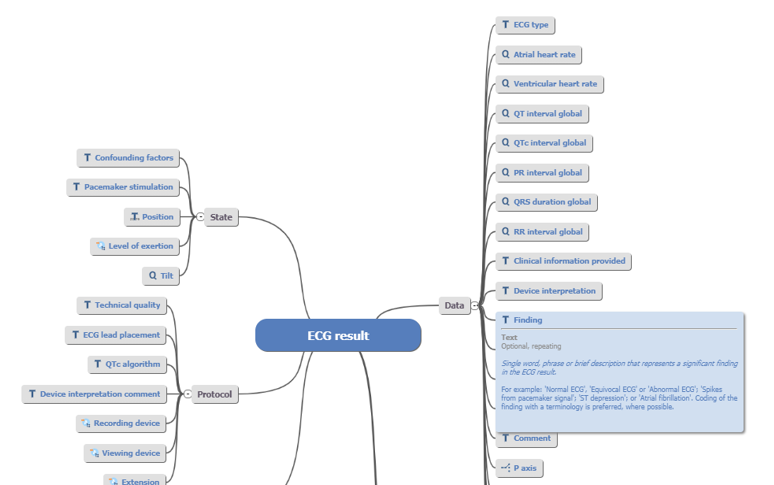 T ECG type
Q Atrial heart rate
Q Ventricular heart rate
Q QT interval global
Q QTc interval global
Q PR interval global
Q QRS duration global
Q RR interval global
T Clinical information provided
T Device interpretation
T Finding
Text
Optional, repeating
Single word, phrase or brief description that represents a significant finding
in the ECG result.
For example: 'Normal ECG', 'Equivocal ECG' or 'Abnormal ECG'; 'Spikes
from pacemaker signal'; 'ST depression'; or 'Atrial fibrillation'. Coding of the
finding with a terminology is preferred, where possible.
T Comment
P axis
Data
ECG result
State
T Confounding factors
T Pacemaker stimulation
T Position
Level of exertion
Q Tilt
Protocol
T Technical quality
T ECG lead placement
T QTc algorithm
T Device interpretation comment
Recording device
Viewing device
Extension